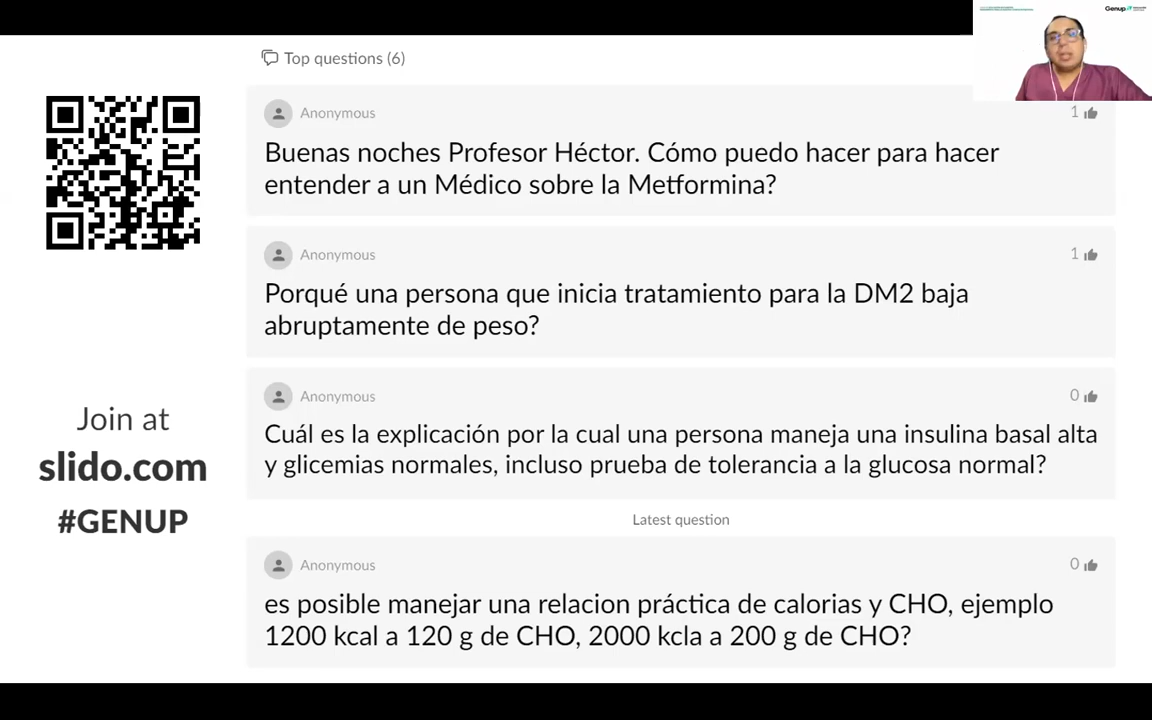 Genup
Top questions (6)
Anonymous
1
Buenas noches Profesor Héctor. Cómo puedo hacer para hacer
entender a un Médico sobre la Metformina?
Anonymous
1
Porqué una persona que inicia tratamiento para la DM2 baja
abruptamente de peso?
Anonymous
0
Cuál es la explicación por la cual una persona maneja una insulina basal alta
y glicemias normales, incluso prueba de tolerancia a la glucosa normal?
Latest question
Anonymous
0
es posible manejar una relacion práctica de calorias y CHO, ejemplo
1200 kcal a 120 g de CHO, 2000 kcla a 200 g de CHO?
Join at
slido.com
#GENUP